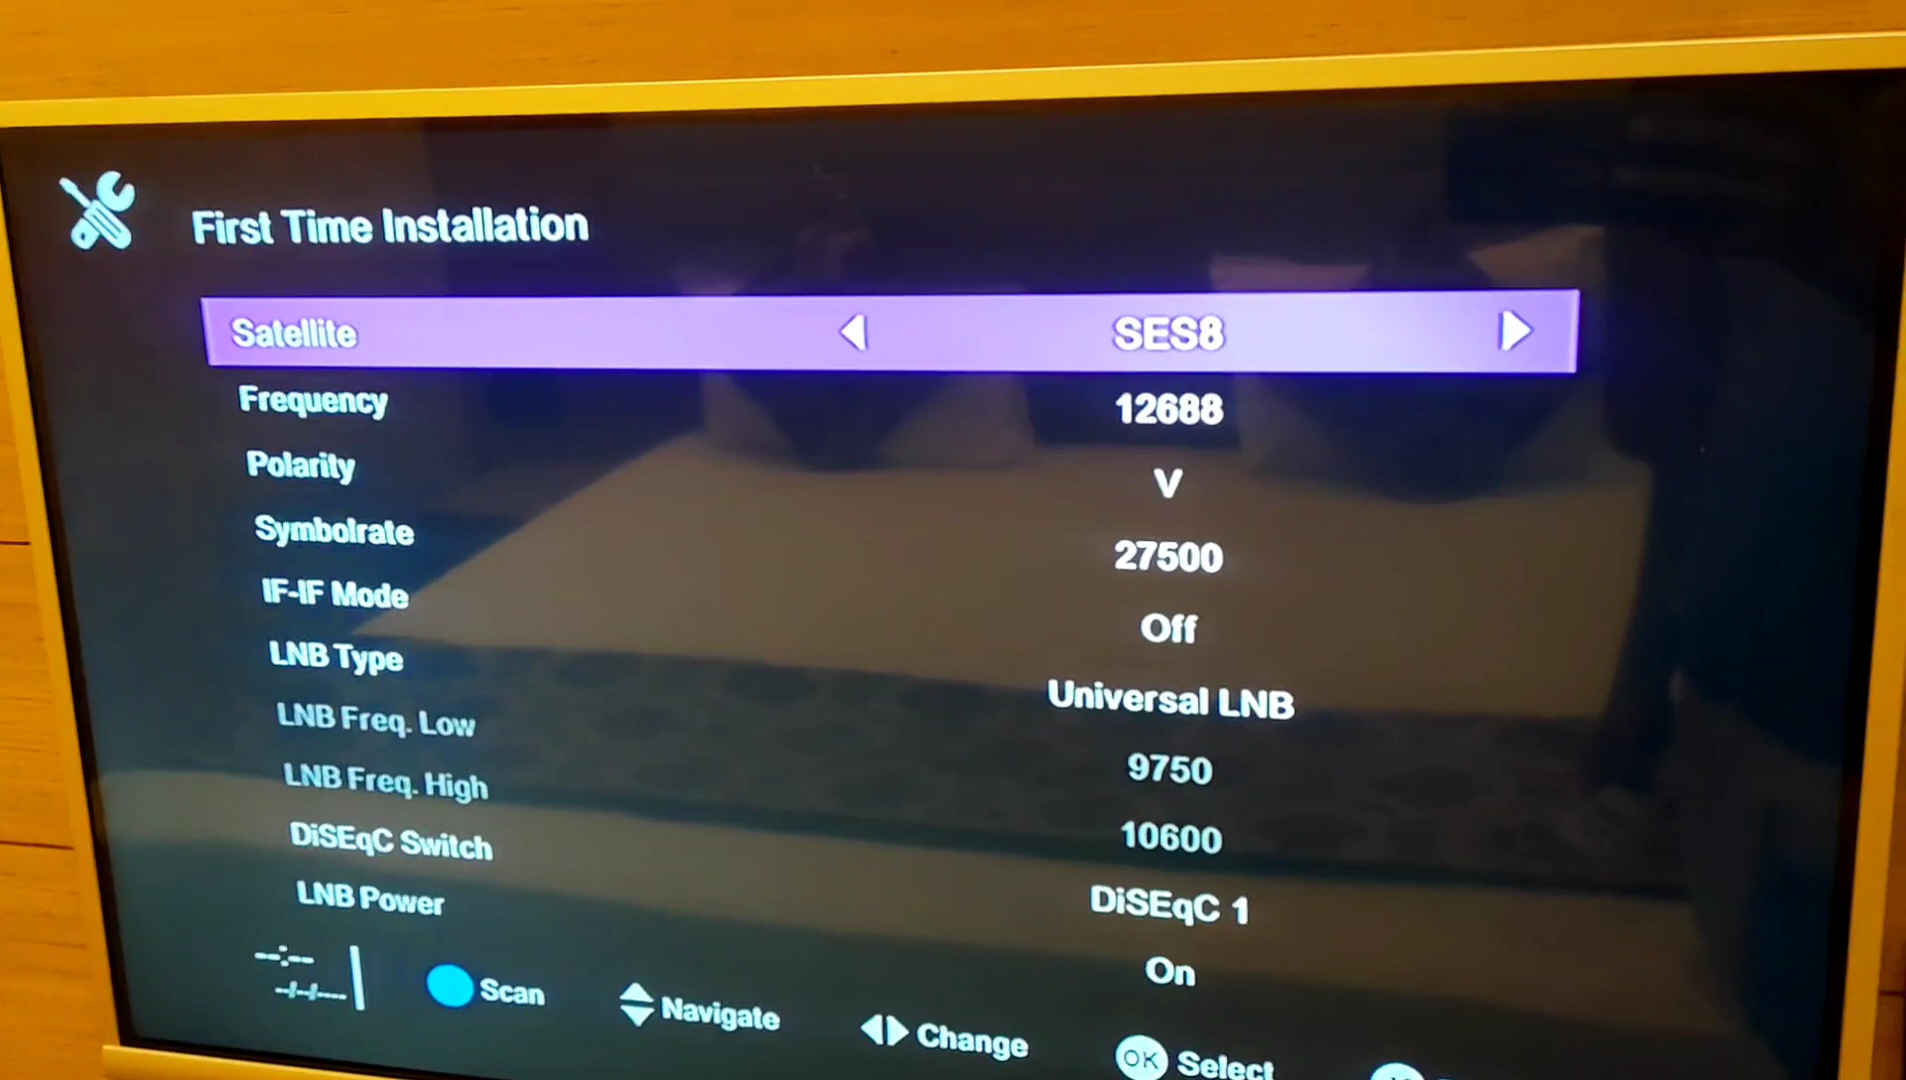 First Time Installation
Satellite SES8
Frequency 12688
Polarity V
Symbolrate 27500
IF-IF Mode Off
LNB Type Universal LNB
LNB Freq. Low 9750
LNB Freq. High 10600
DiSEqC Switch DiSEqC 1
LNB Power On
--:--
--/--/----
Scan Navigate Change OK Select